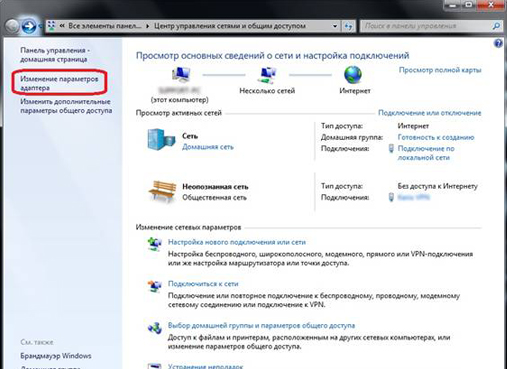 Все элементы панел...
Центр управления сетями и общим доступом
Поиск в панели управления
Панель управления -
домашняя страница
Изменение параметров
адаптера
Изменить дополнительные
параметры общего доступа
Просмотр основных сведений о сети и настройка подключений
Просмотр полной карты
(этот компьютер)
Несколько сетей
Интернет
Просмотр активных сетей
Подключение или отключение
Сеть
Домашняя сеть
Тип доступа: Интернет
Домашняя группа: Готовность к созданию
Подключения: Подключение по
локальной сети
Неопознанная сеть
Общественная сеть
Тип доступа: Без доступа к Интернету
Подключения:
Изменение сетевых параметров
Настройка нового подключения или сети
Настройка беспроводного, широкополосного, модемного, прямого или VPN-подключения
или же настройка маршрутизатора или точки доступа.
Подключиться к сети
Подключение или повторное подключение к беспроводному, проводному, модемному
сетевому соединению или подключение к VPN.
Выбор домашней группы и параметров общего доступа
Доступ к файлам и принтерам, расположенным на других сетевых компьютерах, или
изменение параметров общего доступа.
Устранение неполадок
См. также
Брандмауэр Windows
Домашняя группа